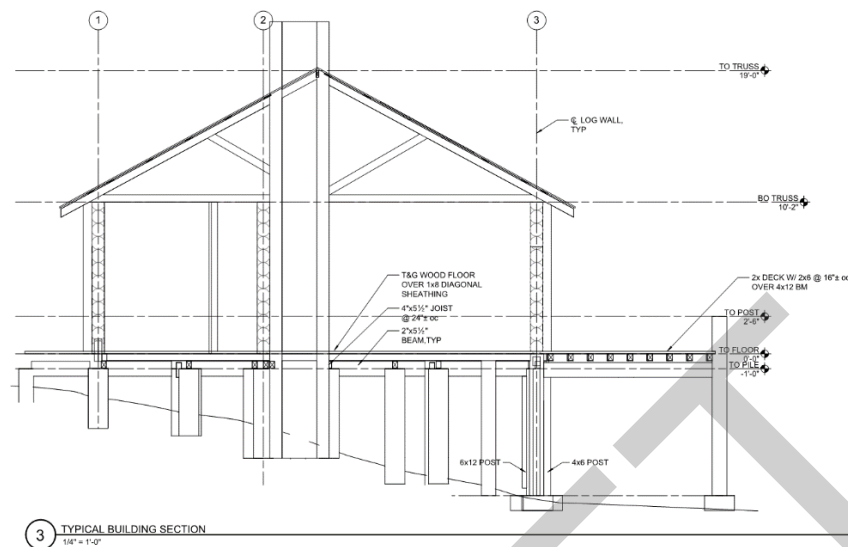 1
2
3
TO TRUSS
19'-0"
℄ LOG WALL,
TYP
BO TRUSS
10'-2"
T&G WOOD FLOOR
OVER 1x8 DIAGONAL
SHEATHING
4"x5½" JOIST
@ 24"± oc
2"x5½"
BEAM,TYP
2x DECK W/ 2x6 @ 16"± oc
OVER 4x12 BM
TO POST
2'-6"
TO FLOOR
0'-0"
TO PILE
-1'-0"
6x12 POST
4x6 POST
3
TYPICAL BUILDING SECTION
1/4" = 1'-0"